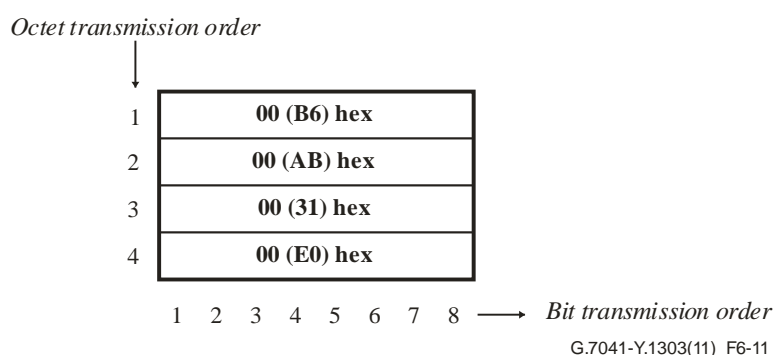 Octet transmission order
1 00 (B6) hex
2 00 (AB) hex
3 00 (31) hex
4 00 (E0) hex
1 2 3 4 5 6 7 8 Bit transmission order
G.7041-Y.1303(11)_F6-11